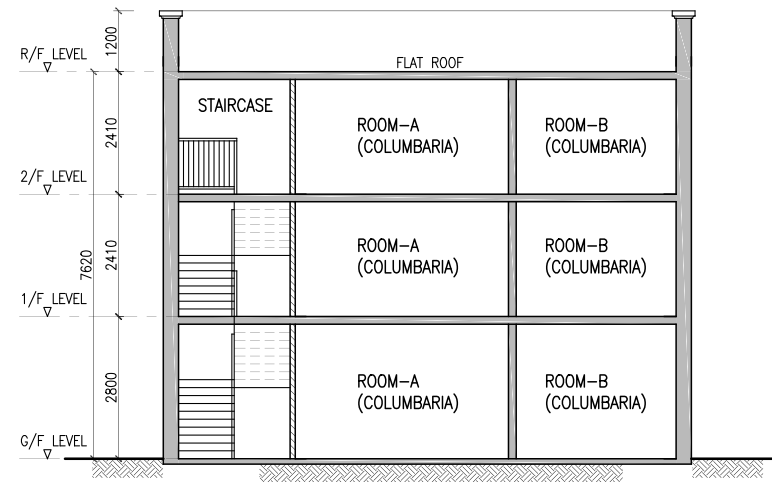 1200
R/F LEVEL
FLAT ROOF
STAIRCASE
ROOM-A
(COLUMBARIA)
ROOM-B
(COLUMBARIA)
2410
2/F LEVEL
ROOM-A
(COLUMBARIA)
ROOM-B
(COLUMBARIA)
2410
7620
1/F LEVEL
ROOM-A
(COLUMBARIA)
ROOM-B
(COLUMBARIA)
2800
G/F LEVEL